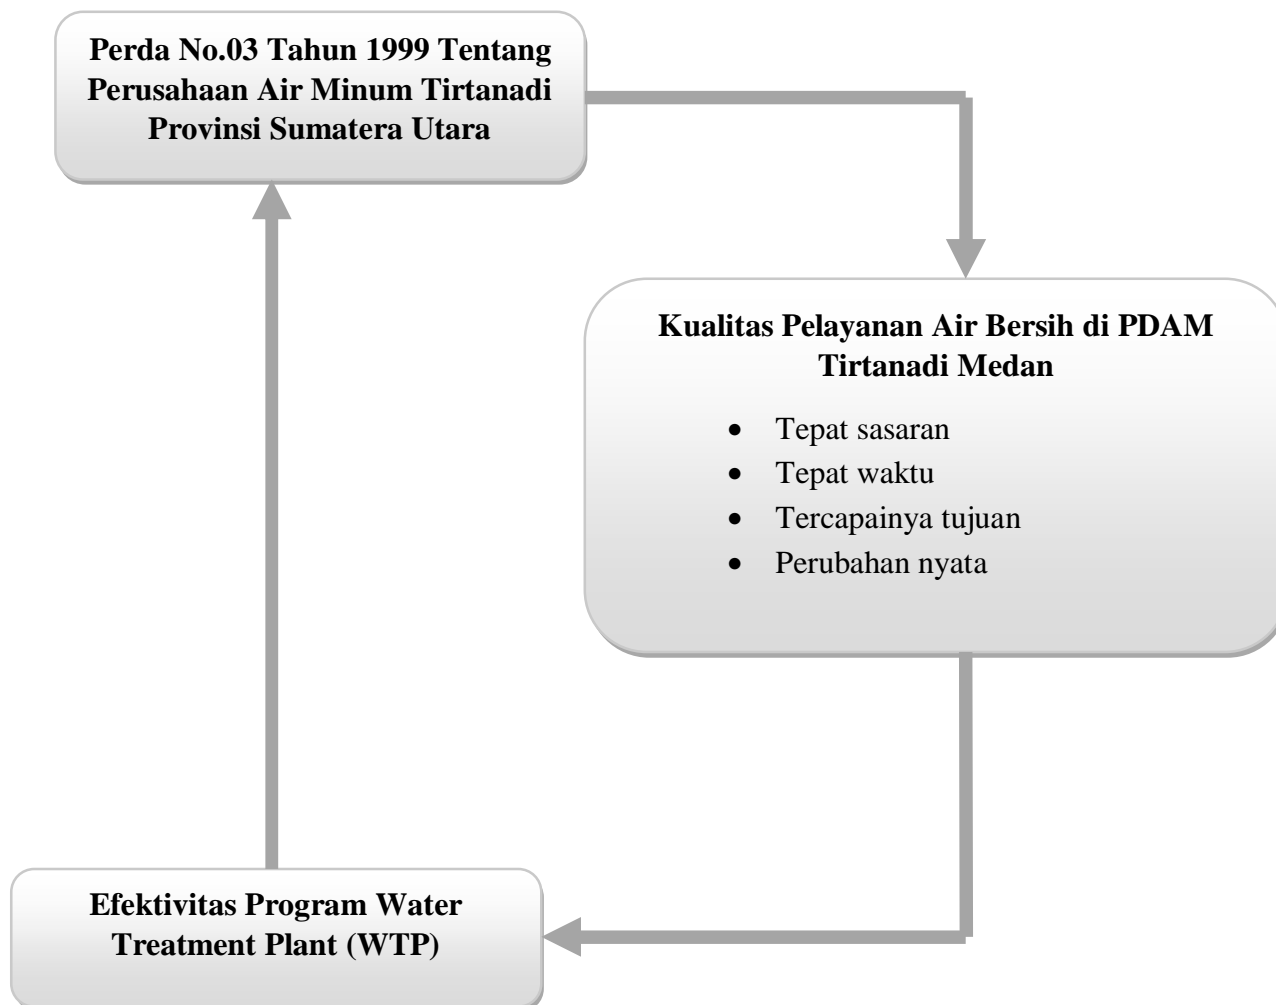 Perda No.03 Tahun 1999 Tentang
Perusahaan Air Minum Tirtanadi
Provinsi Sumatera Utara
Kualitas Pelayanan Air Bersih di PDAM
Tirtanadi Medan
• Tepat sasaran
• Tepat waktu
• Tercapainya tujuan
• Perubahan nyata
Efektivitas Program Water
Treatment Plant (WTP)